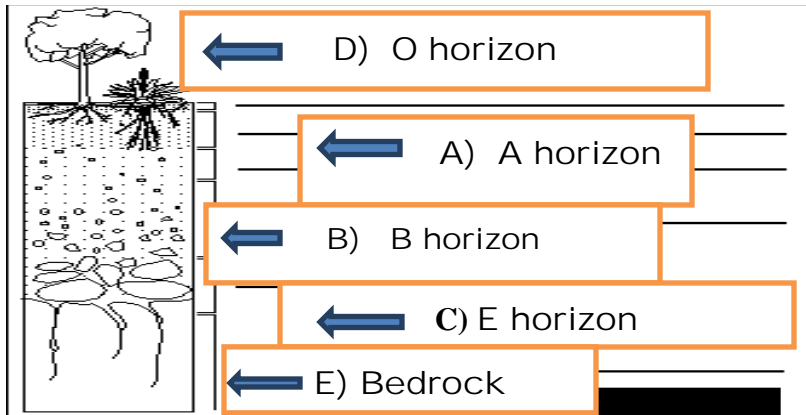 D) O horizon
A) A horizon
B) B horizon
C) E horizon
E) Bedrock